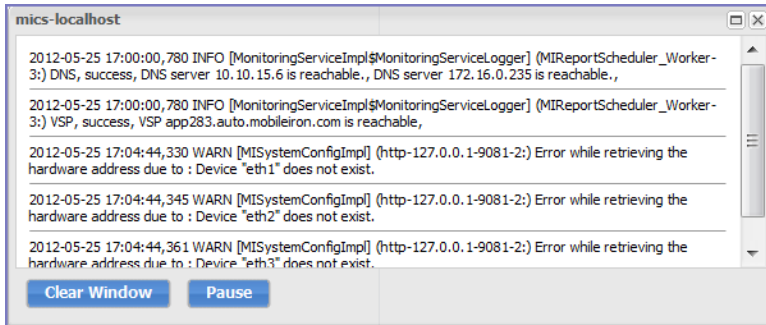 mics-localhost
2012-05-25 17:00:00,780 INFO [MonitoringServiceImpl$MonitoringServiceLogger] (MIReportScheduler_Worker-
3:) DNS, success, DNS server 10.10.15.6 is reachable., DNS server 172.16.0.235 is reachable.,
2012-05-25 17:00:00,780 INFO [MonitoringServiceImpl$MonitoringServiceLogger] (MIReportScheduler_Worker-
3:) VSP, success, VSP app283.auto.mobileiron.com is reachable,
2012-05-25 17:04:44,330 WARN [MISystemConfigImpl] (http-127.0.0.1-9081-2:) Error while retrieving the
hardware address due to : Device "eth1" does not exist.
2012-05-25 17:04:44,345 WARN [MISystemConfigImpl] (http-127.0.0.1-9081-2:) Error while retrieving the
hardware address due to : Device "eth2" does not exist.
2012-05-25 17:04:44,361 WARN [MISystemConfigImpl] (http-127.0.0.1-9081-2:) Error while retrieving the
hardware address due to : Device "eth3" does not exist.
Clear Window
Pause